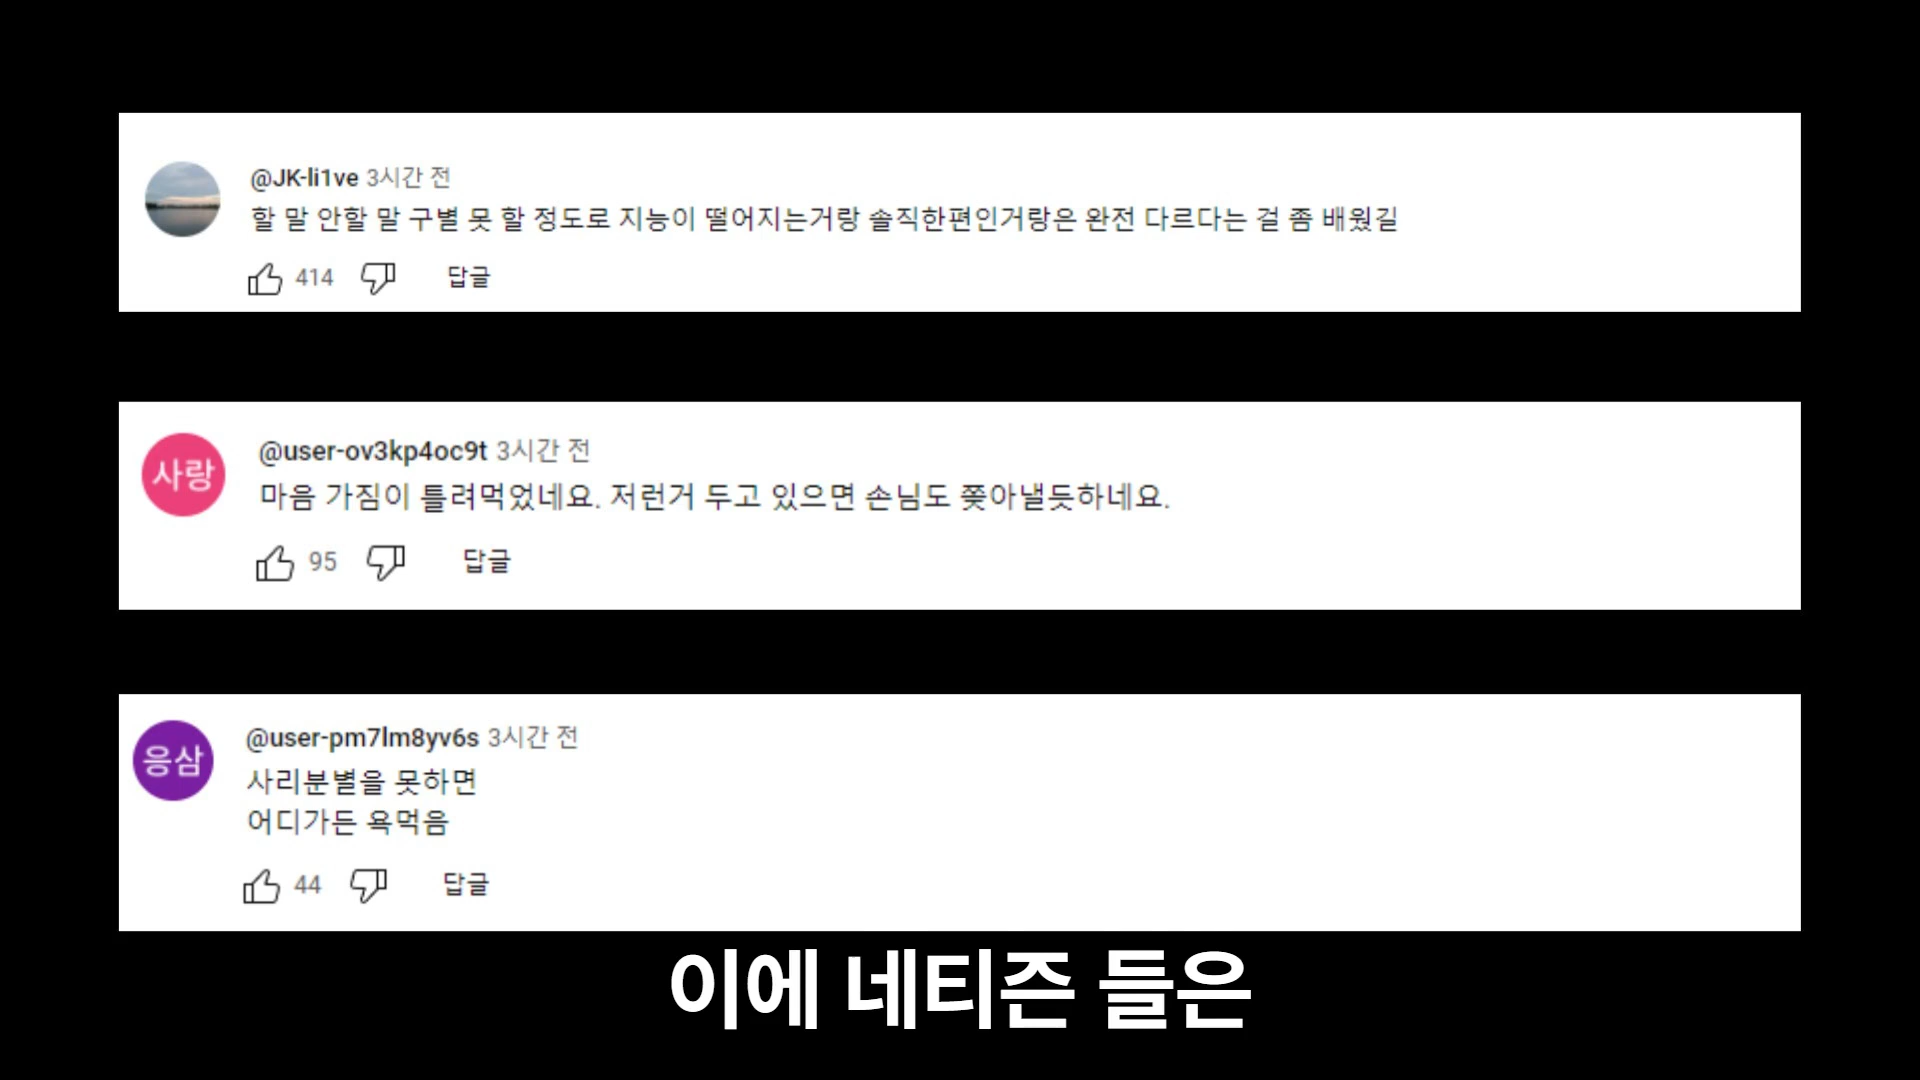 @JK-li1ve 3시간 전
할 말 안할 말 구별 못 할 정도로 지능이 떨어지는거랑 솔직한편인거랑은 완전 다르다는 걸 좀 배웠길
414 답글
사랑
@user-ov3kp4oc9t 3시간 전
마음 가짐이 틀려먹었네요. 저런거 두고 있으면 손님도 쫒아낼듯하네요.
95 답글
응삼
@user-pm7lm8yv6s 3시간 전
사리분별을 못하면
어디가든 욕먹음
44 답글
이에 네티즌 들은